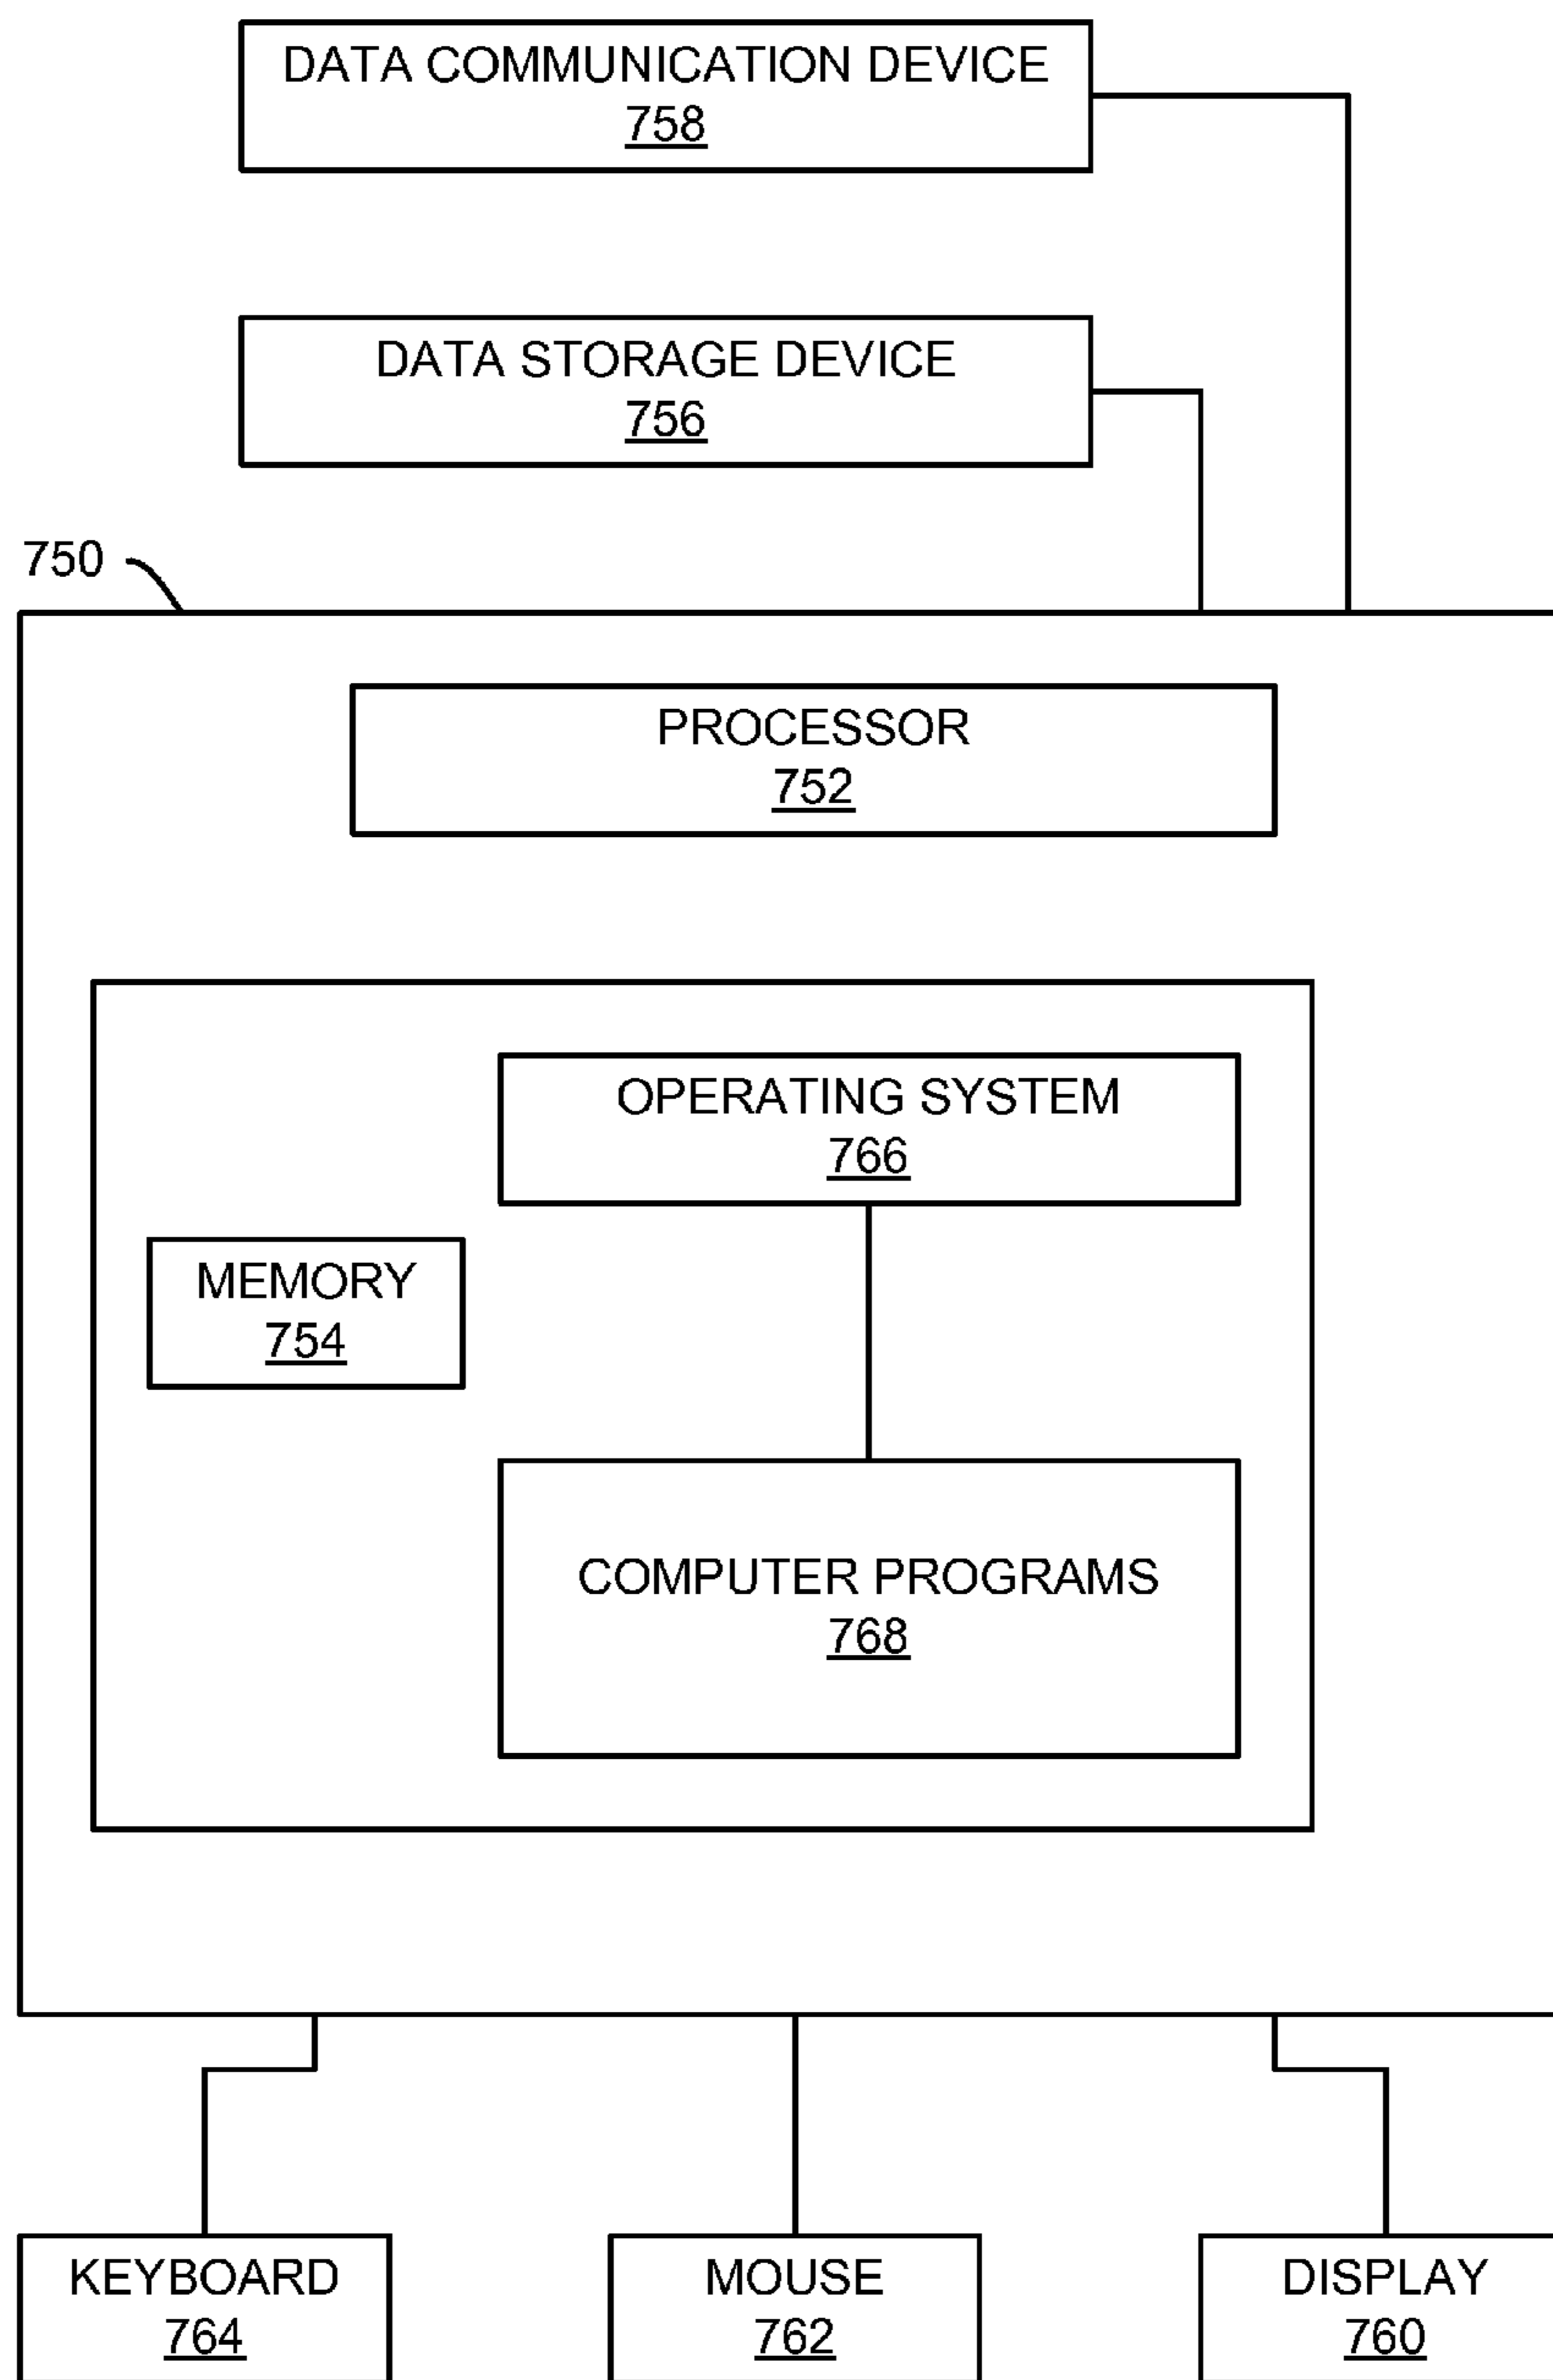 DATA COMMUNICATION DEVICE
758
DATA STORAGE DEVICE
756
750
PROCESSOR
752
OPERATING SYSTEM
766
MEMORY
754
COMPUTER PROGRAMS
768
KEYBOARD
764
MOUSE
762
DISPLAY
760